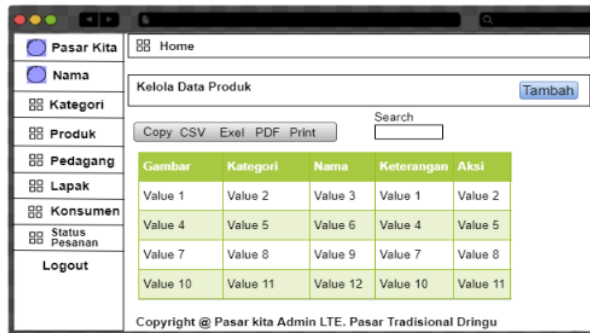 Pasar Kita
Nama
Kategori
Produk
Pedagang
Lapak
Konsumen
Status
Pesanan
Logout
Home
Kelola Data Produk
Tambah
Copy CSV Exel PDF Print
Search
Gambar Kategori Nama Keterangan Aksi
Value 1 Value 2 Value 3 Value 1 Value 2
Value 4 Value 5 Value 6 Value 4 Value 5
Value 7 Value 8 Value 9 Value 7 Value 8
Value 10 Value 11 Value 12 Value 10 Value 11
Copyright @ Pasar kita Admin LTE. Pasar Tradisional Dringu